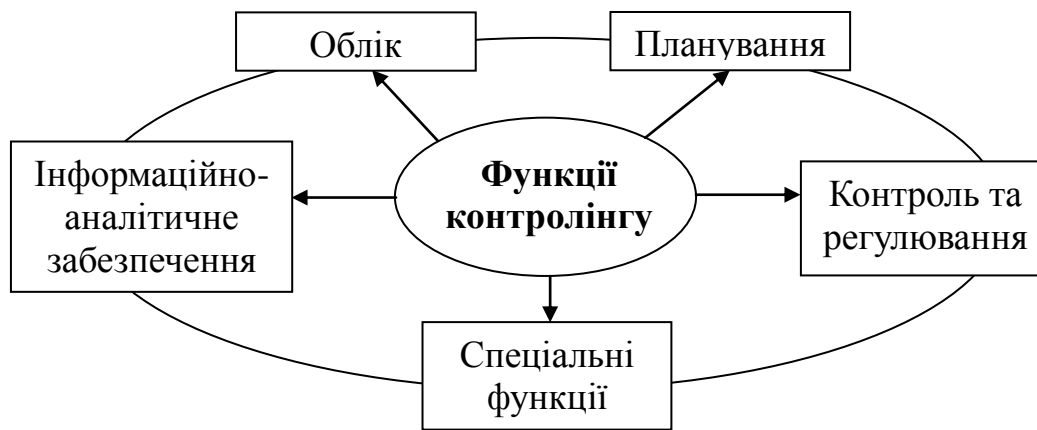 Облік
Планування
Інформаційно-
аналітичне
забезпечення
Функції
контролінгу
Контроль та
регулювання
Спеціальні
функції